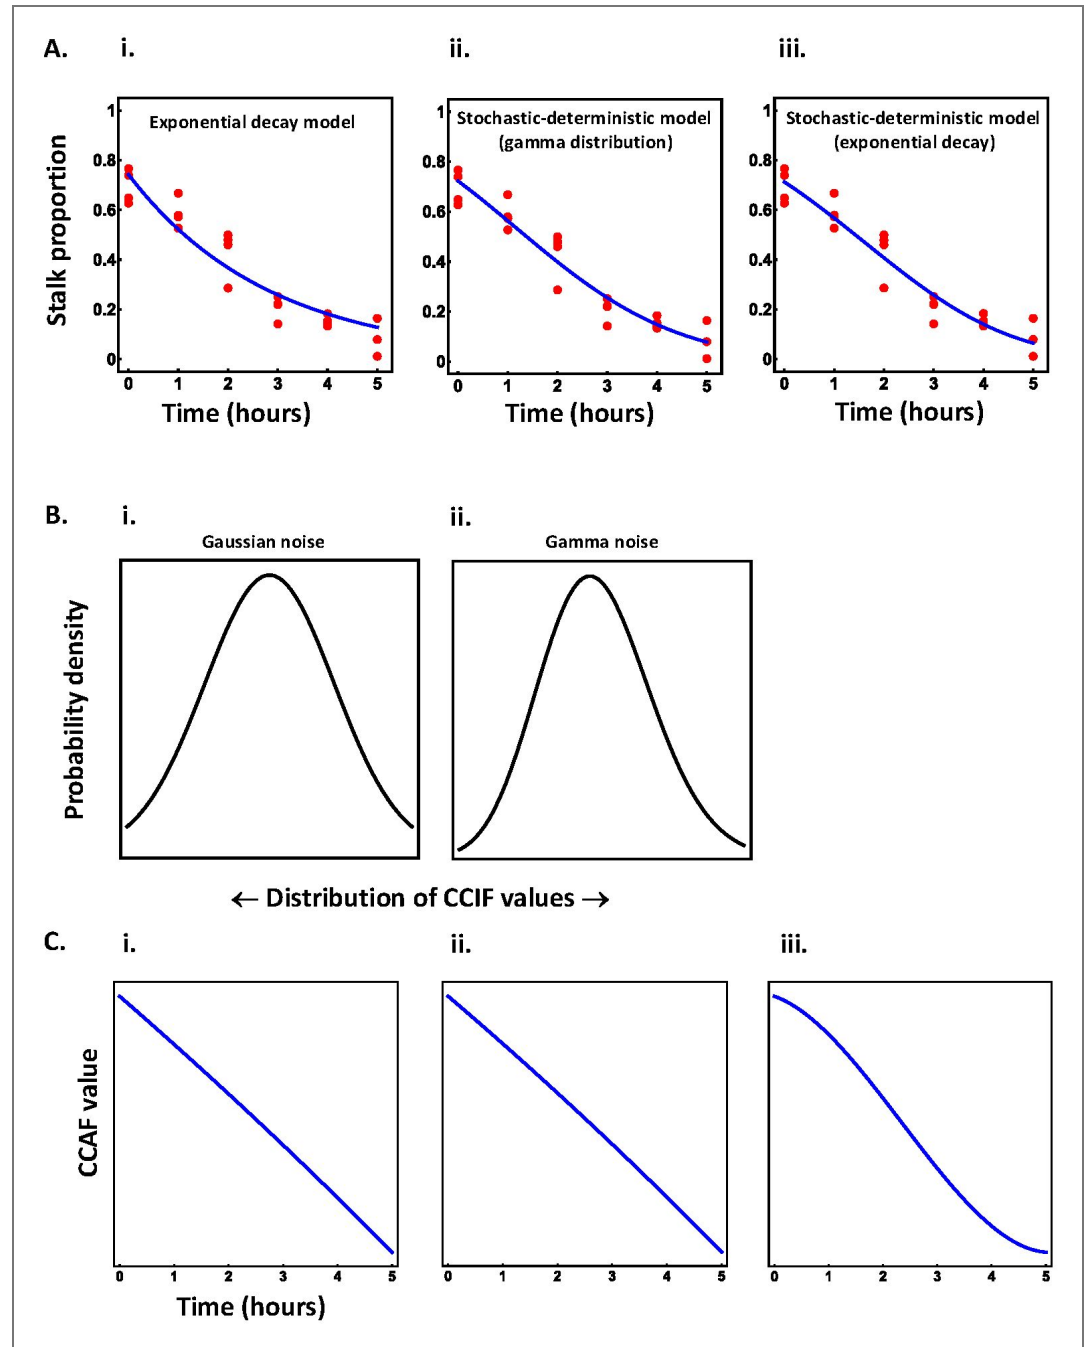 A.
i.
ii.
iii.
Exponential decay model
Stochastic-deterministic model
(gamma distribution)
Stochastic-deterministic model
(exponential decay)
Stalk proportion
1
0.8
0.6
0.4
0.2
0
1
0.8
0.6
0.4
0.2
0
1
0.8
0.6
0.4
0.2
0
0 1 2 3 4 5
0 1 2 3 4 5
0 1 2 3 4 5
Time (hours)
Time (hours)
Time (hours)
B.
i.
ii.
Gaussian noise
Gamma noise
Probability density
← Distribution of CCIF values →
C.
i.
ii.
iii.
CCAF value
0 1 2 3 4 5
0 1 2 3 4 5
0 1 2 3 4 5
Time (hours)